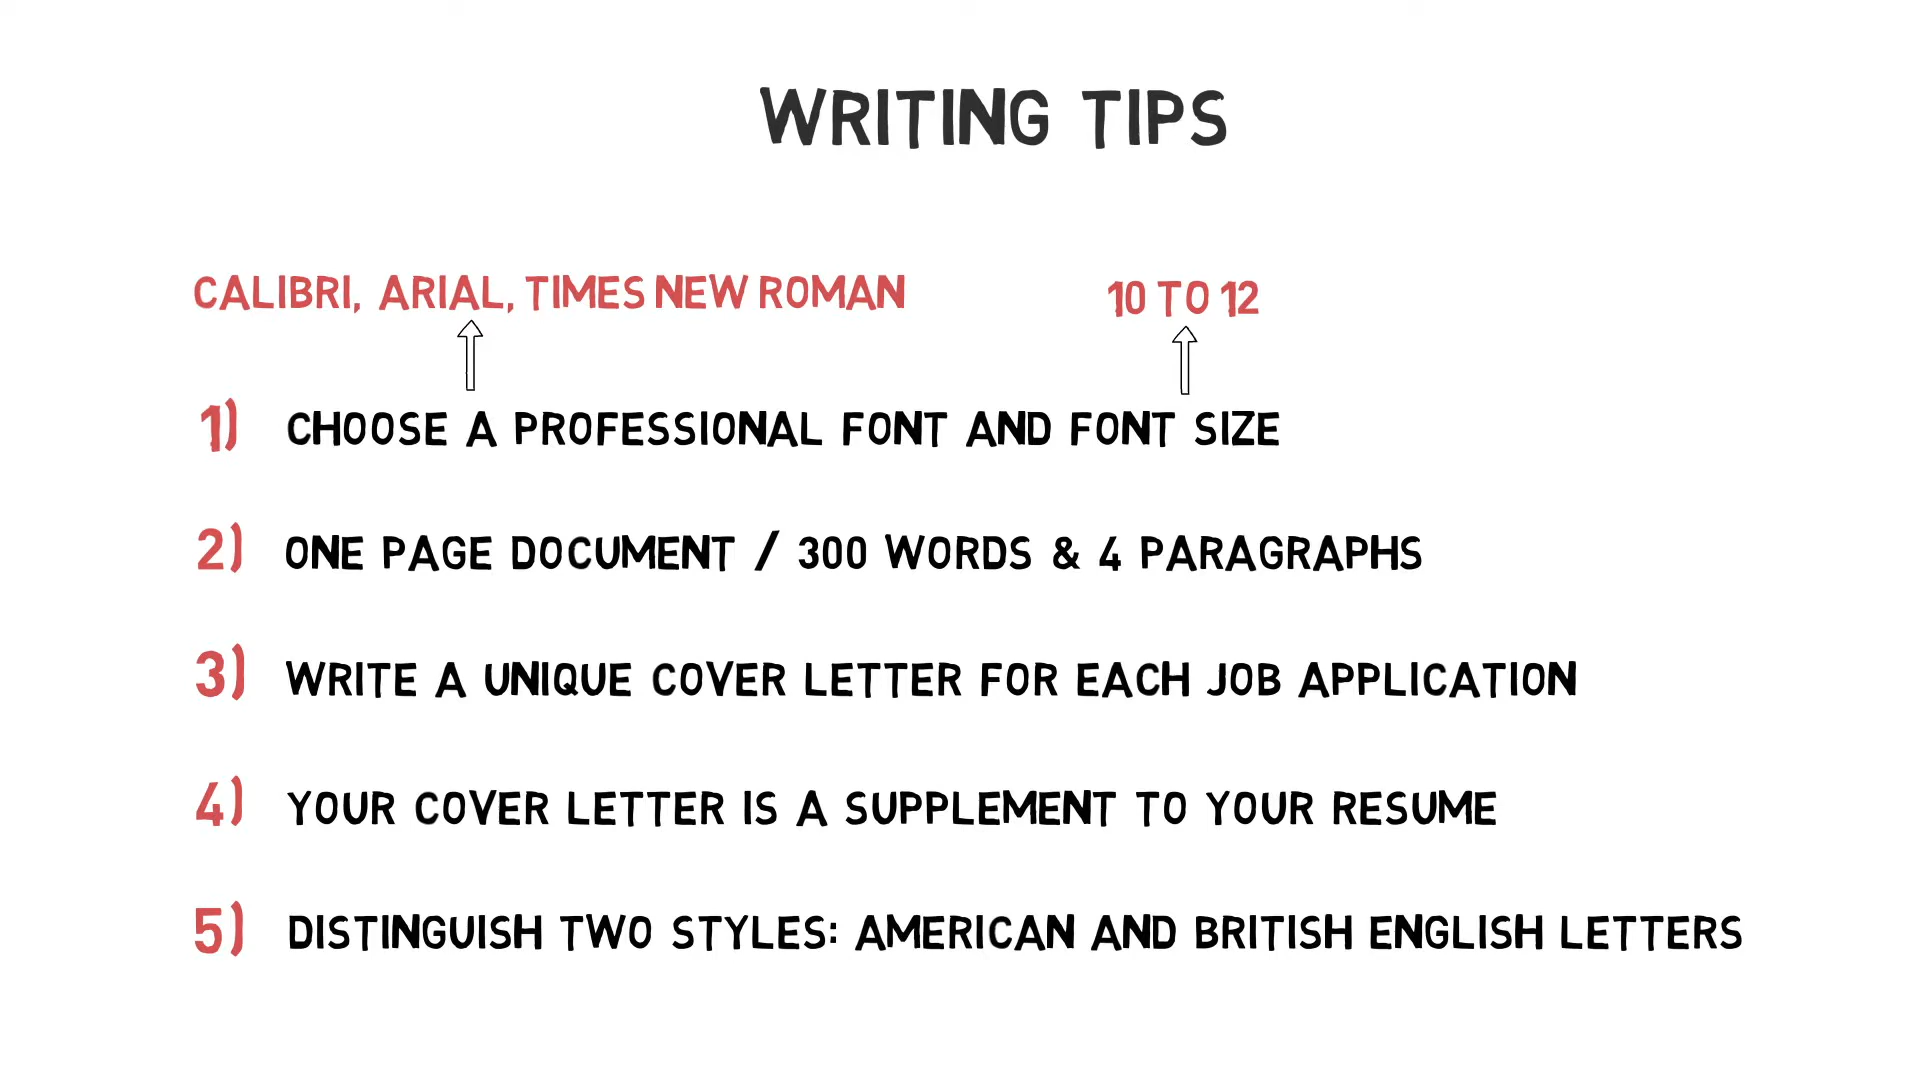 WRITING TIPS
CALIBRI, ARIAL, TIMES NEW ROMAN
10 TO 12
1) CHOOSE A PROFESSIONAL FONT AND FONT SIZE
2) ONE PAGE DOCUMENT / 300 WORDS & 4 PARAGRAPHS
3) WRITE A UNIQUE COVER LETTER FOR EACH JOB APPLICATION
4) YOUR COVER LETTER IS A SUPPLEMENT TO YOUR RESUME
5) DISTINGUISH TWO STYLES: AMERICAN AND BRITISH ENGLISH LETTERS